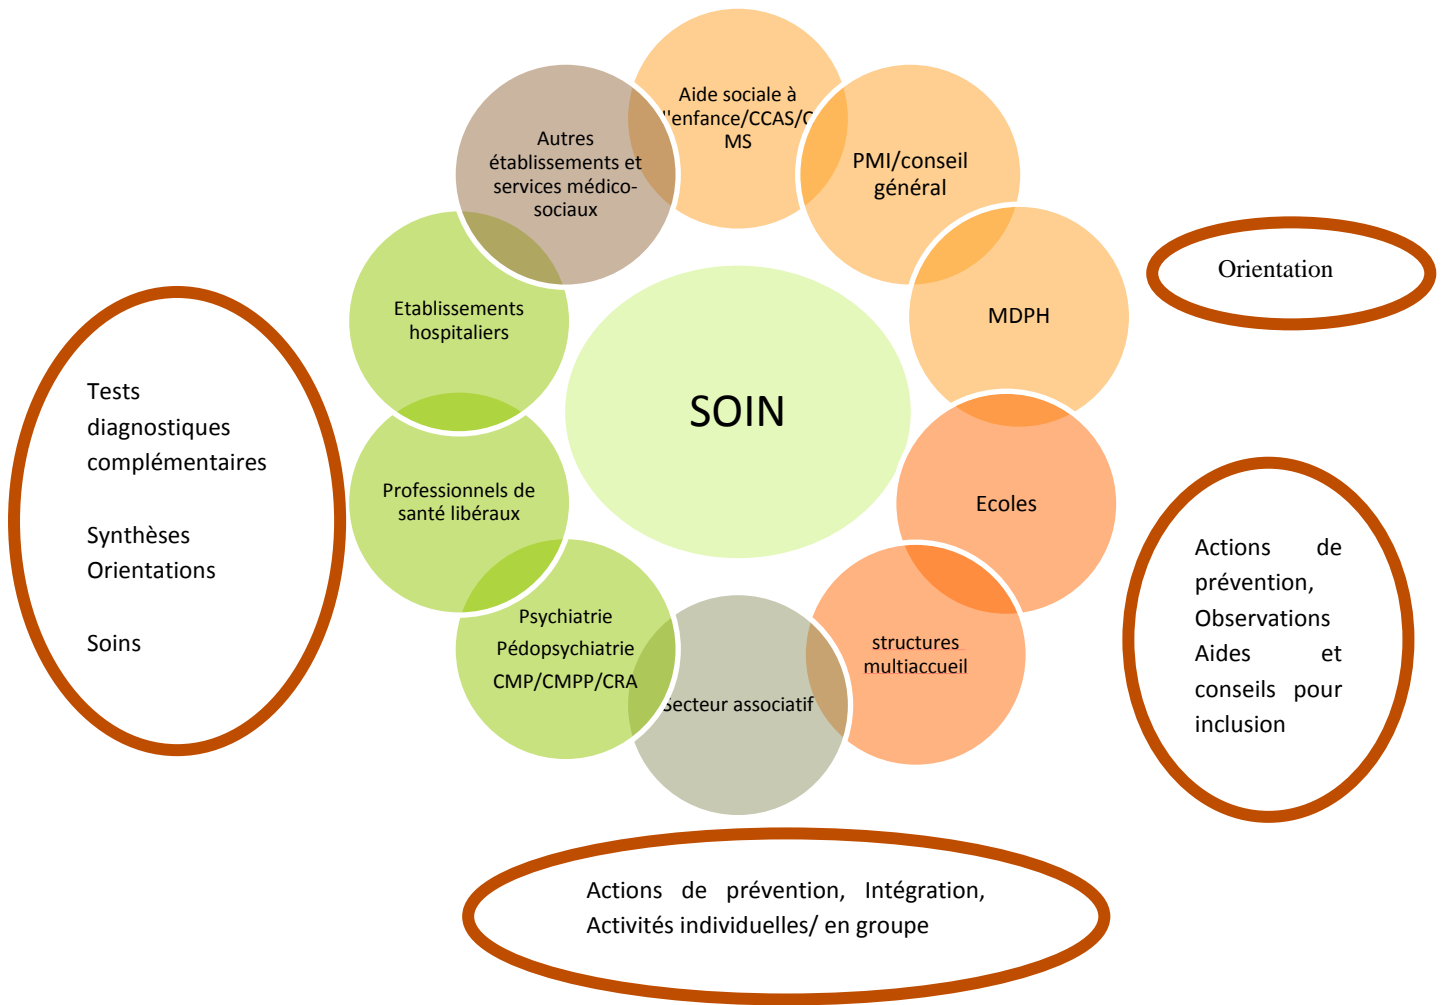 Aide sociale à
l'enfance/CCAS/C
MS
PMI/conseil
général
MDPH
Ecoles
structures
multiaccueil
Secteur associatif
Psychiatrie
Pédopsychiatrie
CMP/CMPP/CRA
Professionnels de
santé libéraux
Etablissements
hospitaliers
Autres
établissements et
services médico-
sociaux
SOIN
Orientation
Actions de
prévention,
Observations
Aides et
conseils pour
inclusion
Actions de prévention, Intégration,
Activités individuelles/ en groupe
Tests
diagnostiques
complémentaires
Synthèses
Orientations
Soins